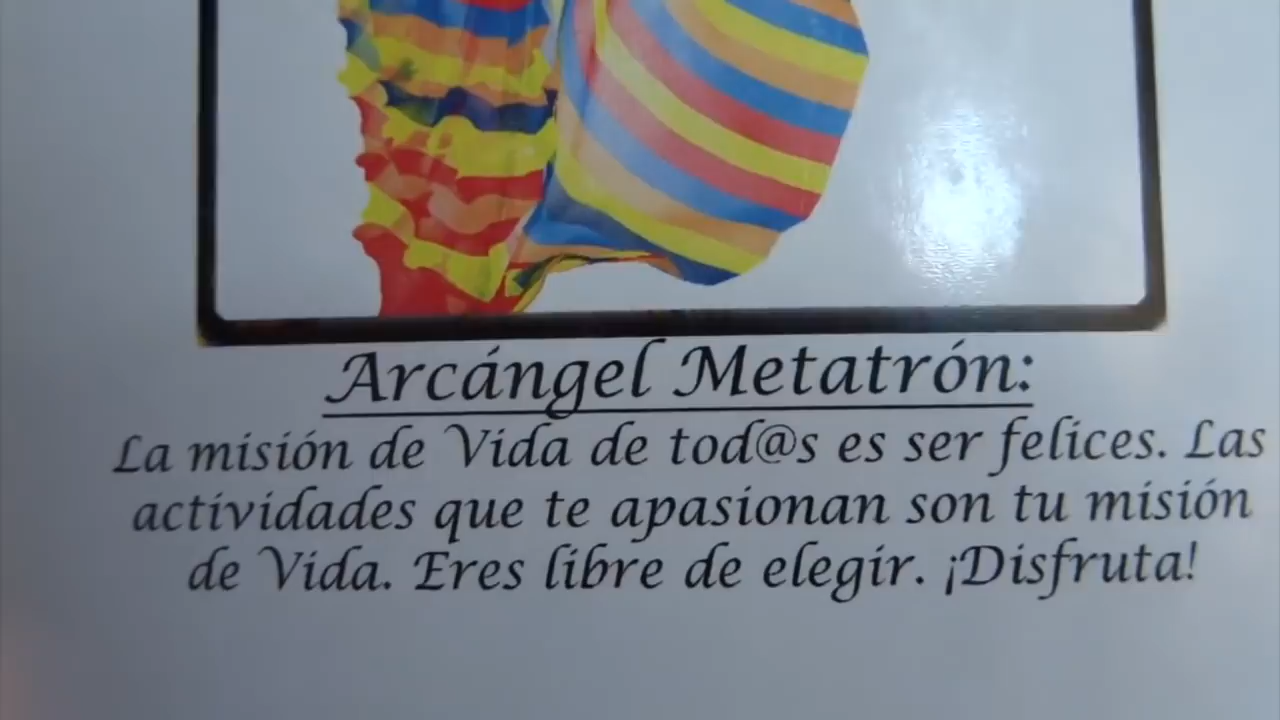 Arcángel Metatrón:
La misión de Vida de tod@s es ser felices. Las
actividades que te apasionan son tu misión
de Vida. Eres libre de elegir. ¡Disfruta!